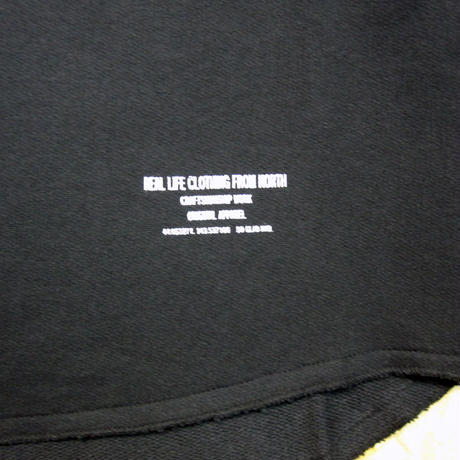 REAL LIFE CLOTHING FROM NORTH
CRAFTSMANSHIP WORK
ORIGINAL APPAREL